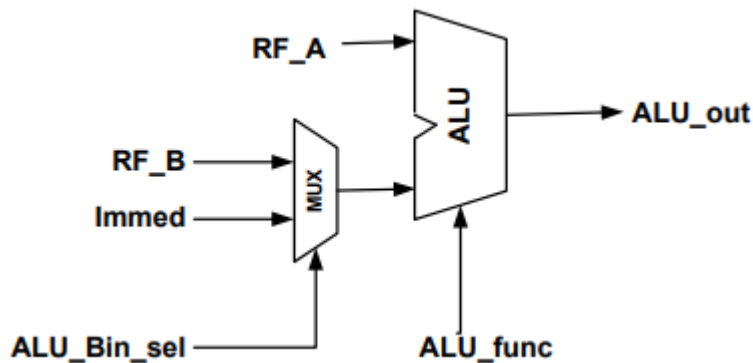 RF_A
ALU
ALU_out
RF_B
MUX
Immed
ALU_Bin_sel
ALU_func